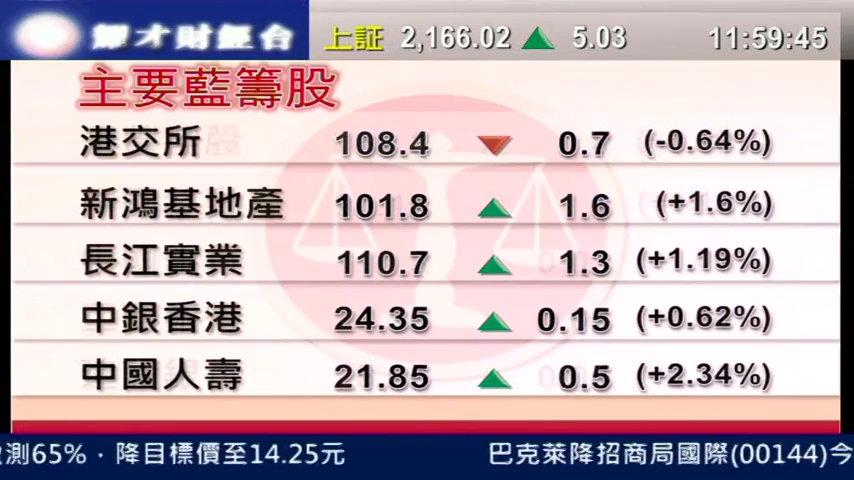 耀才財經台 上証 2,166.02 ▲ 5.03 11:59:45
主要藍籌股
港交所 108.4 ▼ 0.7 (-0.64%)
新鴻基地產 101.8 ▲ 1.6 (+1.6%)
長江實業 110.7 ▲ 1.3 (+1.19%)
中銀香港 24.35 ▲ 0.15 (+0.62%)
中國人壽 21.85 ▲ 0.5 (+2.34%)
測65%，降目標價至14.25元 巴克萊降招商局國際(00144)今